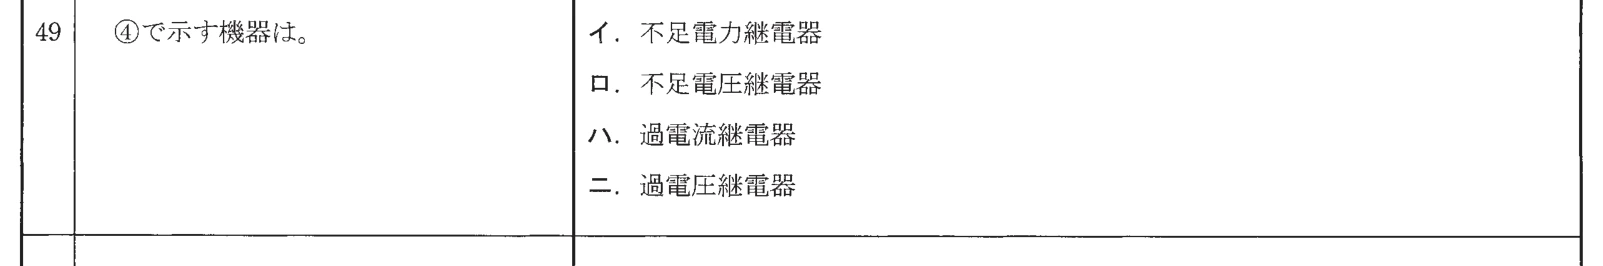 49 ④で示す機器は。
イ. 不足電力継電器
ロ. 不足電圧継電器
ハ. 過電流継電器
ニ. 過電圧継電器